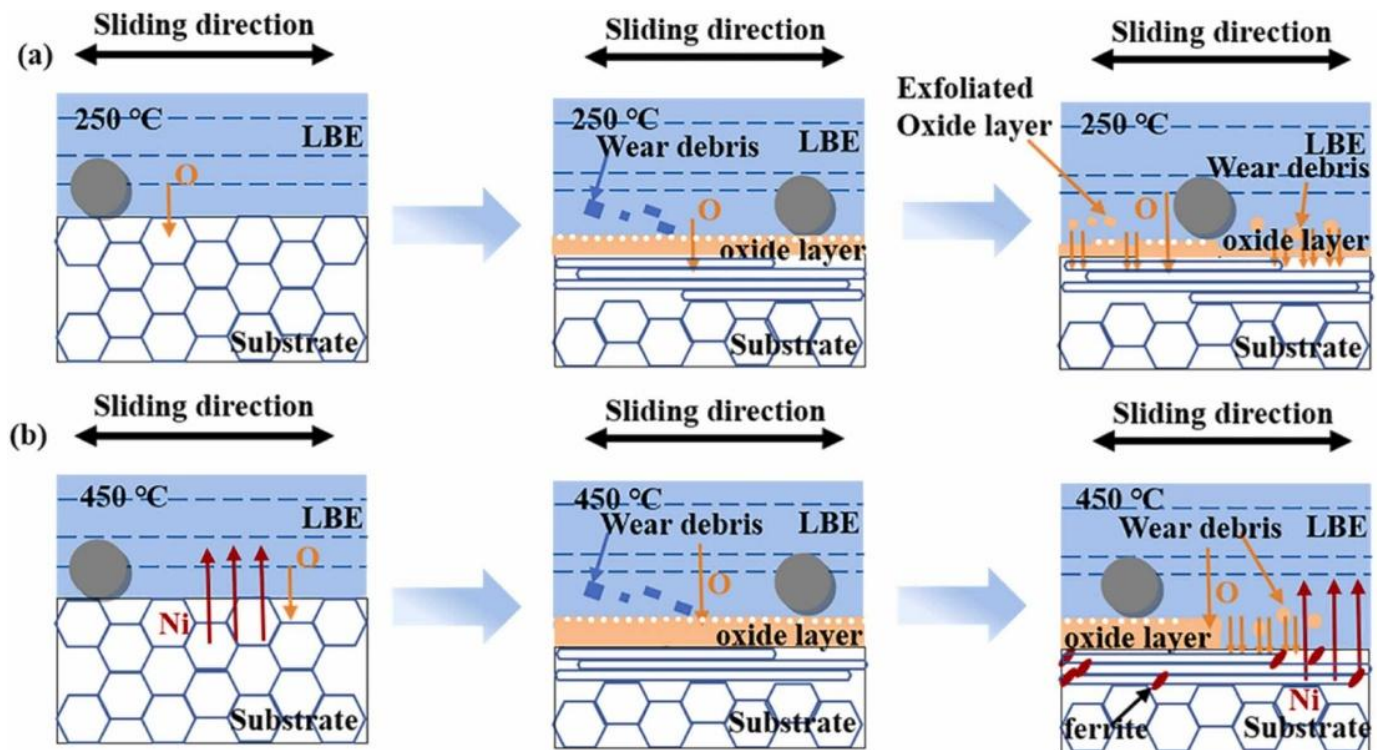 (a)
Sliding direction
250 °C
LBE
O
Substrate
Sliding direction
250 °C
Wear debris
LBE
O
oxide layer
Substrate
Sliding direction
Exfoliated
Oxide layer
250 °C
LBE
Wear debris
O
oxide layer
Substrate
(b)
Sliding direction
450 °C
LBE
O
Ni
Substrate
Sliding direction
450 °C
Wear debris
LBE
O
oxide layer
Substrate
Sliding direction
450 °C
Wear debris
LBE
O
oxide layer
Ni
ferrite
Substrate